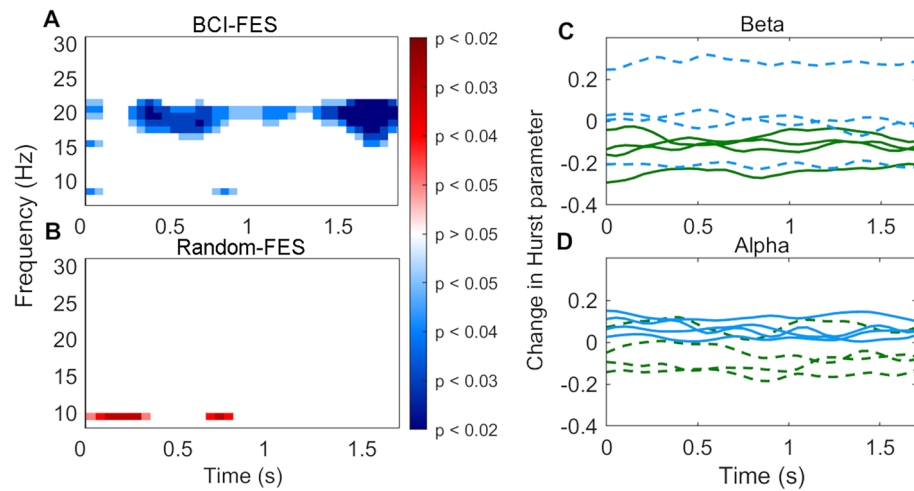 A
BCI-FES
30
25
20
15
10
0 0.5 1 1.5
B
Random-FES
30
25
20
15
10
0 0.5 1 1.5
Time (s)
Frequency (Hz)
p < 0.02
p < 0.03
p < 0.04
p < 0.05
p > 0.05
p < 0.05
p < 0.04
p < 0.03
p < 0.02
C
Beta
0.2
0
-0.2
-0.4
0 0.5 1 1.5
D
Alpha
0.2
0
-0.2
-0.4
0 0.5 1 1.5
Time (s)
Change in Hurst parameter